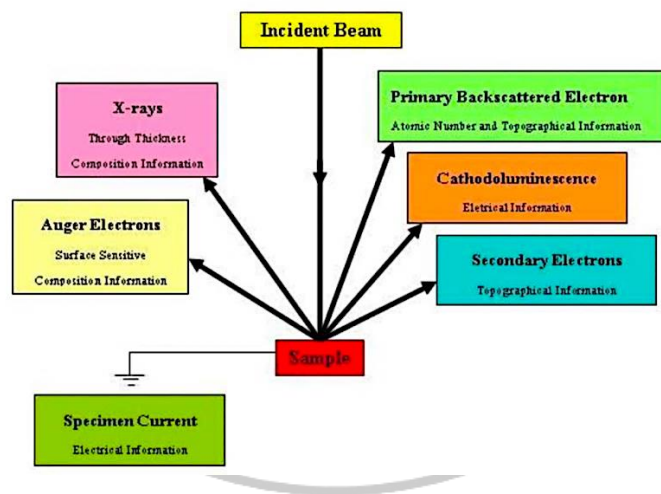 Incident Beam
X-rays
Through Thickness
Composition Information
Primary Backscattered Electron
Atomic Number and Topographical Information
Cathodoluminescence
Eletrical Information
Auger Electrons
Surface Sensitive
Composition Information
Secondary Electrons
Topographical Information
Sample
Specimen Current
Electrical Information